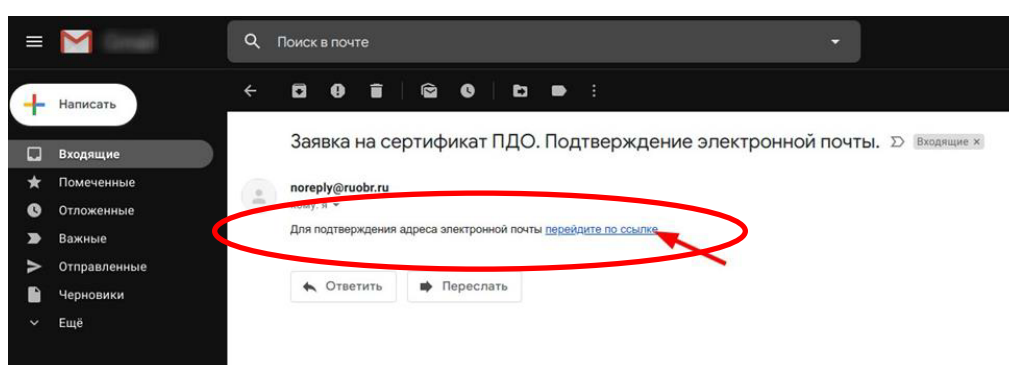 Поиск в почте
Написать
Входящие
Помеченные
Отложенные
Важные
Отправленные
Черновики
Ещё
Заявка на сертификат ПДО. Подтверждение электронной почты.
Входящие ×
noreply@ruobr.ru
кому: я
Для подтверждения адреса электронной почты перейдите по ссылке
Ответить
Переслать